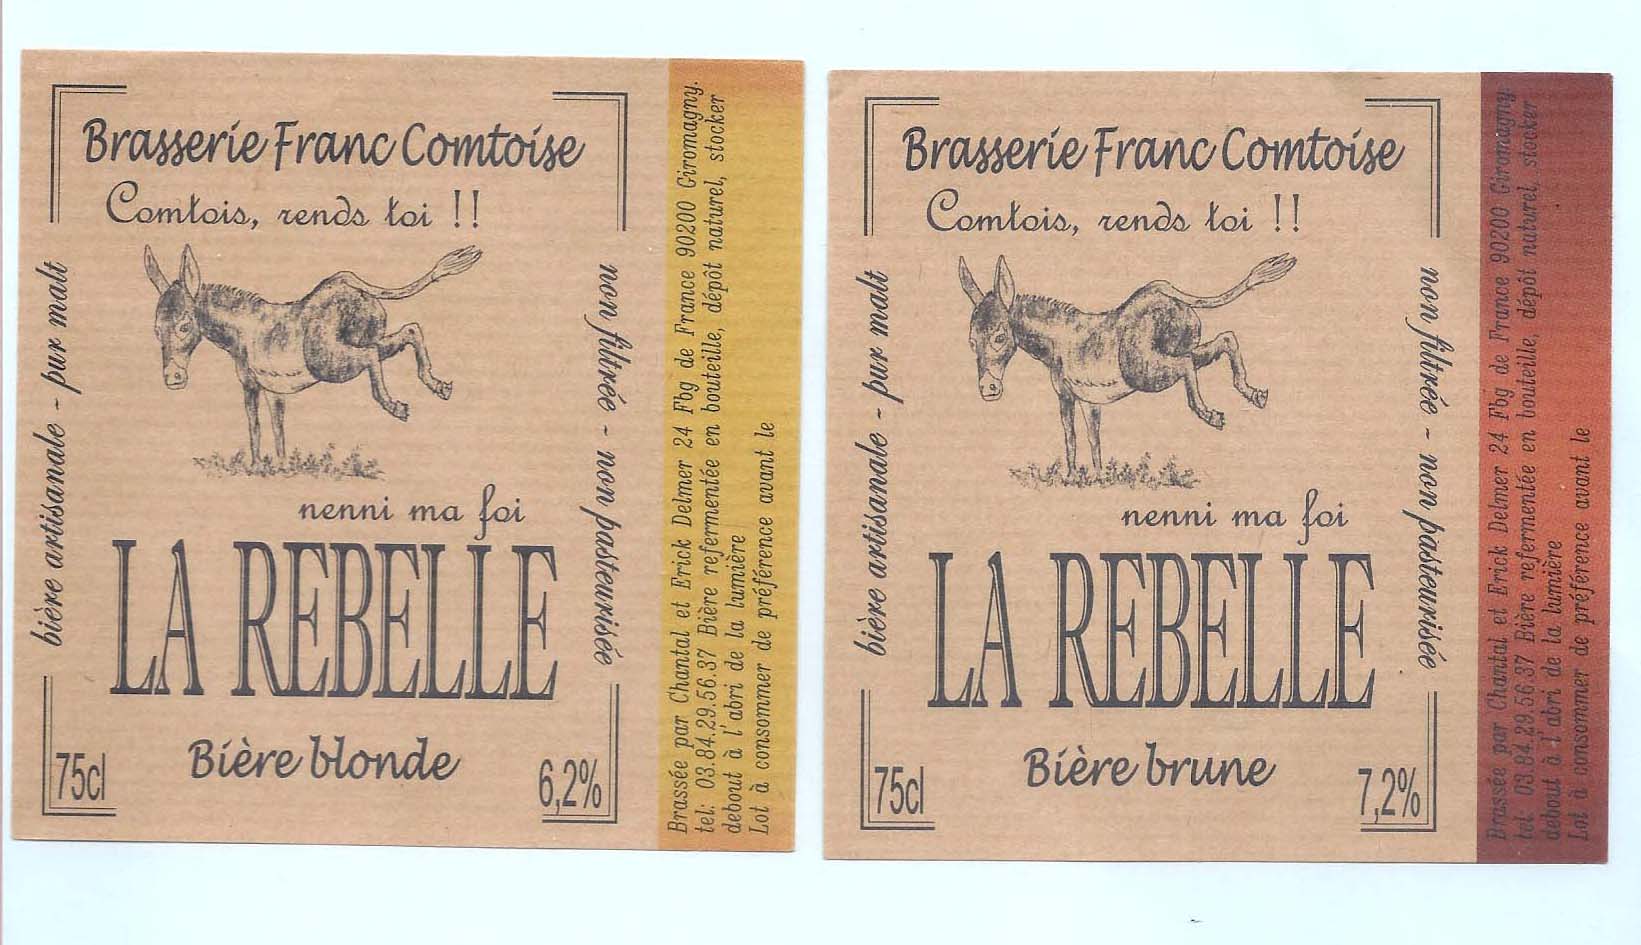 Brasserie Franc Comtoise
Comtois, rends toi !!
bière artisanale - pur malt
non filtrée - non pasteurisée
nenni ma foi
LA REBELLE
Bière blonde
75cl
6,2%
Brassée par Chantal et Erick Delmer 24 Fbg de France 90200 Giromagny.
tel: 03.84.29.56.37 Bière refermentée en bouteille, dépôt naturel, stocker
debout à l'abri de la lumière
Lot à consommer de préférence avant le
Brasserie Franc Comtoise
Comtois, rends toi !!
bière artisanale - pur malt
non filtrée - non pasteurisée
nenni ma foi
LA REBELLE
Bière brune
75cl
7,2%
Brassée par Chantal et Erick Delmer 24 Fbg de France 90200 Giromagny.
tel: 03.84.29.56.37 Bière refermentée en bouteille, dépôt naturel, stocker
debout à l'abri de la lumière
Lot à consommer de préférence avant le